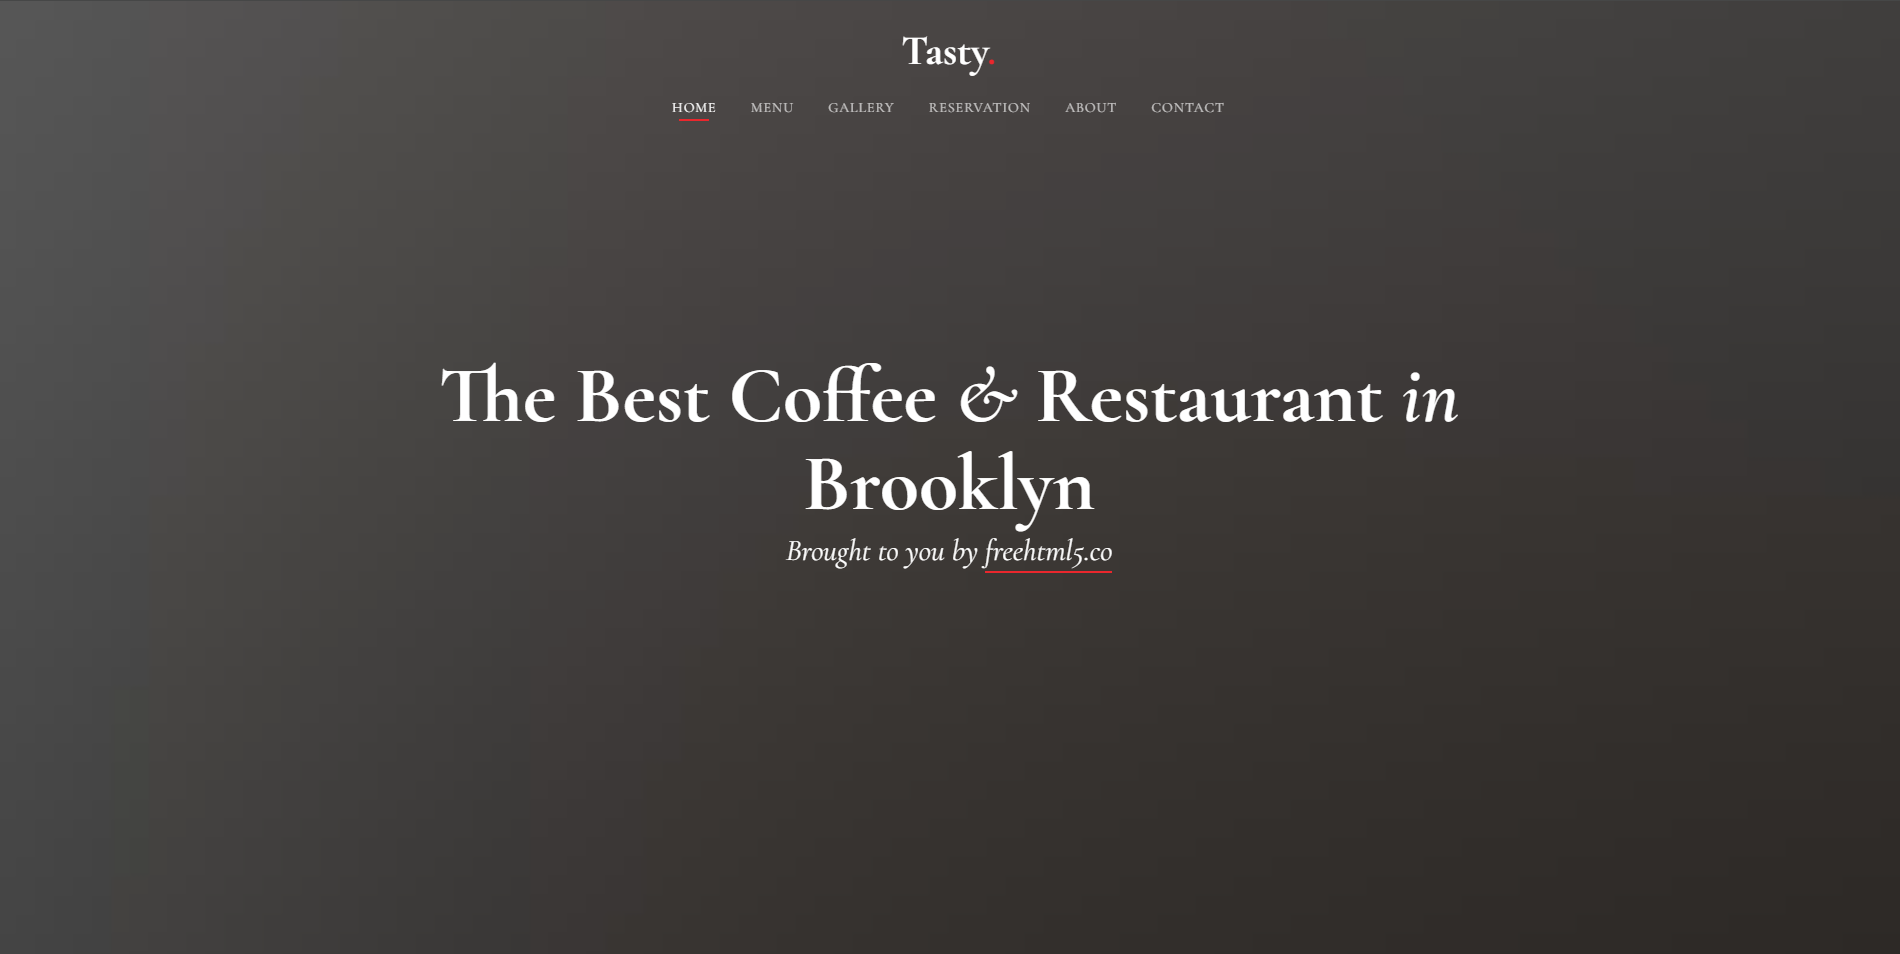 Tasty.
HOME MENU GALLERY RESERVATION ABOUT CONTACT
The Best Coffee & Restaurant in
Brooklyn
Brought to you by freehtml5.co